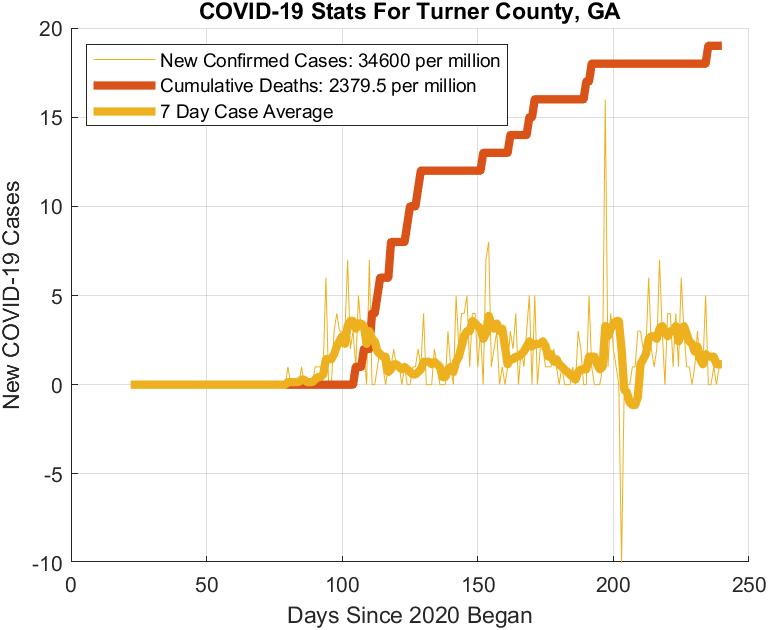 COVID-19 Stats For Turner County, GA
20
New Confirmed Cases: 34600 per million
Cumulative Deaths: 2379.5 per million
7 Day Case Average
15
10
5
0
-5
-10
New COVID-19 Cases
0 50 100 150 200 250
Days Since 2020 Began